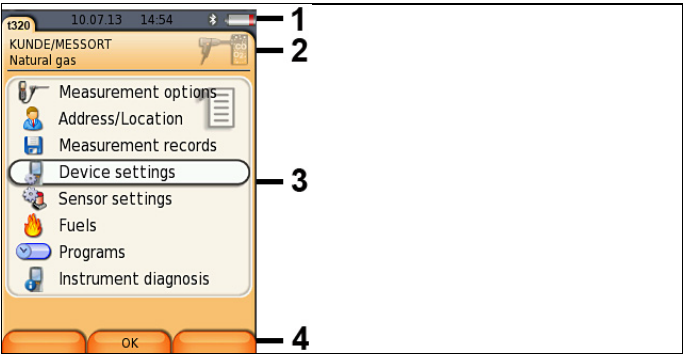 t320 10.07.13 14:54 1
KUNDE/MESSORT 2
Natural gas
Measurement options
Address/Location
Measurement records
Device settings 3
Sensor settings
Fuels
Programs
Instrument diagnosis
OK 4